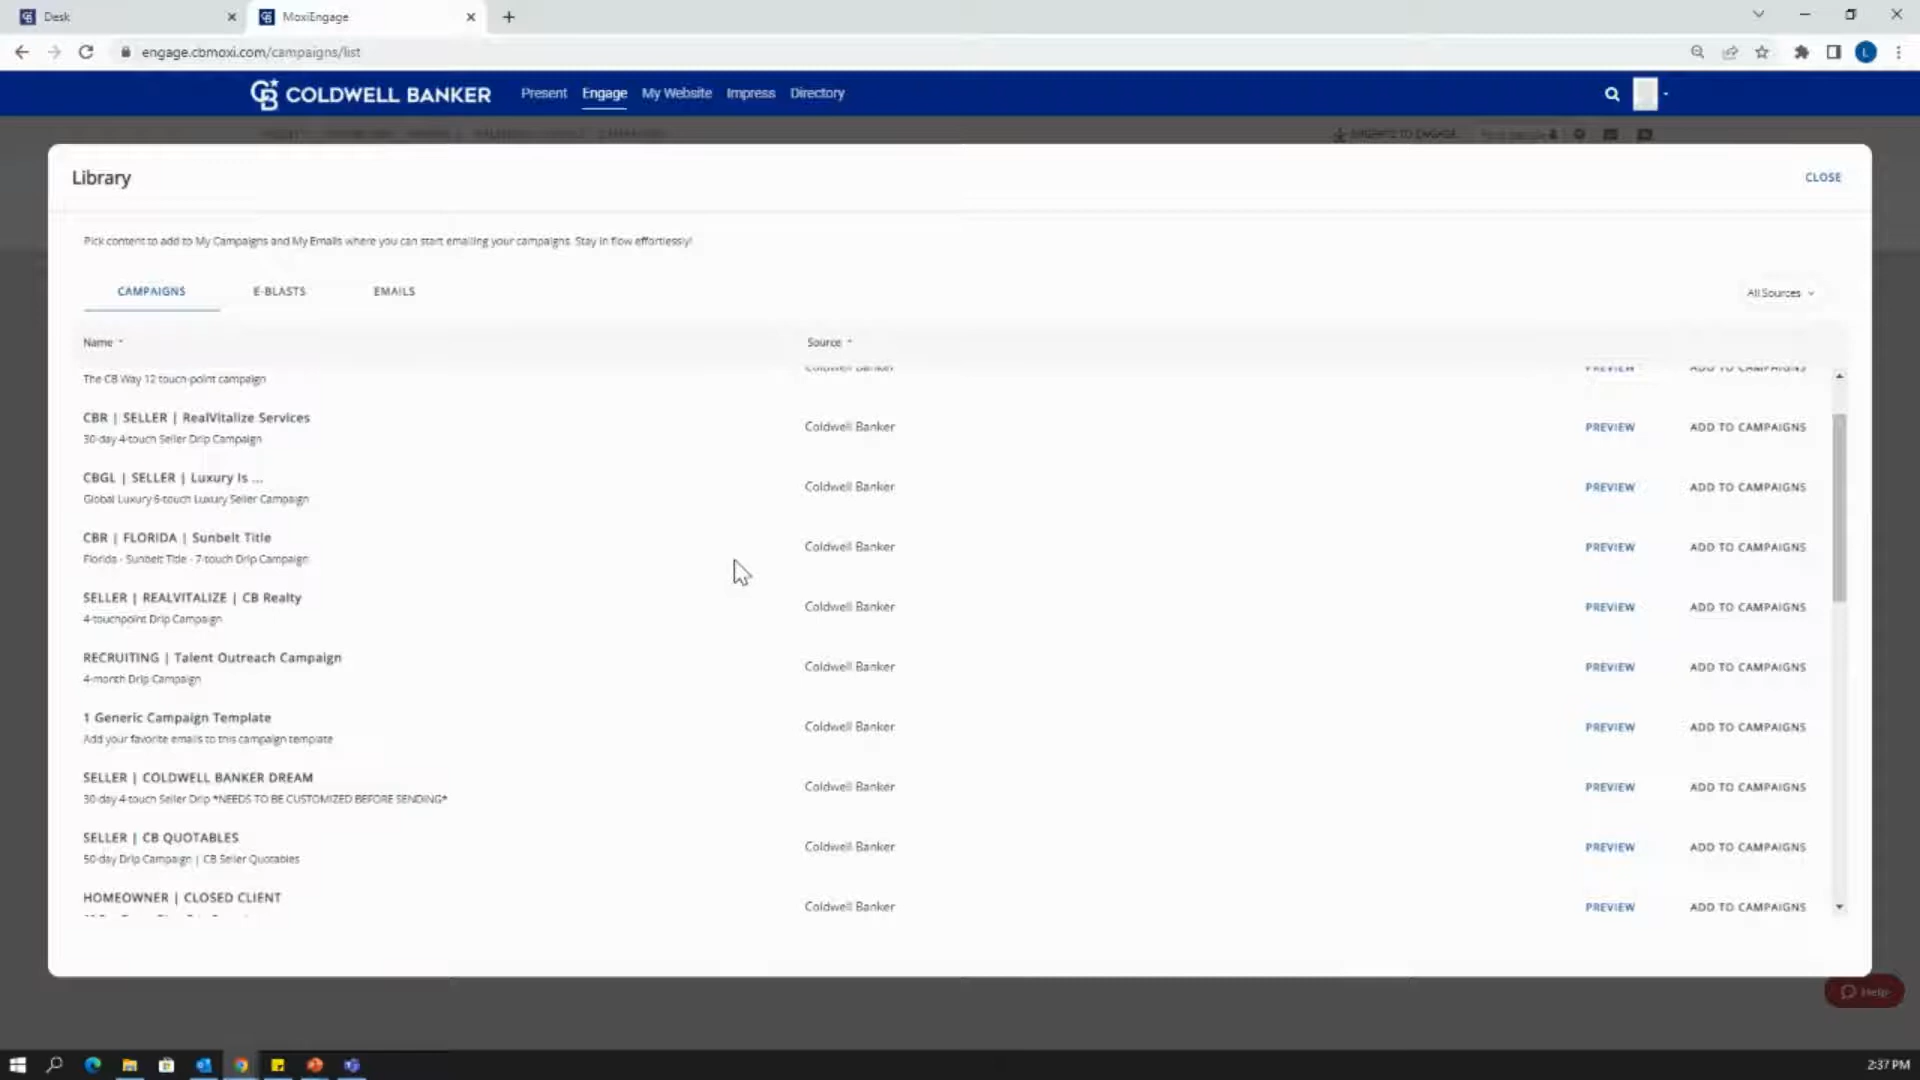 Desk
MoxiEngage
engage.cbmoxi.com/campaigns/list
L
COLDWELL BANKER
Present Engage My Website Impress Directory
Library
CLOSE
Pick content to add to My Campaigns and My Emails where you can start emailing your campaigns. Stay in flow effortlessly!
CAMPAIGNS E-BLASTS EMAILS
All Sources
Name Source
The CB Way 12 touch-point campaign
Coldwell Banker PREVIEW ADD TO CAMPAIGNS
CBR | SELLER | RealVitalize Services
30-day 4-touch Seller Drip Campaign
Coldwell Banker PREVIEW ADD TO CAMPAIGNS
CBGL | SELLER | Luxury Is ...
Global Luxury 6-touch Luxury Seller Campaign
Coldwell Banker PREVIEW ADD TO CAMPAIGNS
CBR | FLORIDA | Sunbelt Title
Florida - Sunbelt Title - 7-touch Drip Campaign
Coldwell Banker PREVIEW ADD TO CAMPAIGNS
SELLER | REALVITALIZE | CB Realty
4-touchpoint Drip Campaign
Coldwell Banker PREVIEW ADD TO CAMPAIGNS
RECRUITING | Talent Outreach Campaign
4-month Drip Campaign
Coldwell Banker PREVIEW ADD TO CAMPAIGNS
1 Generic Campaign Template
Add your favorite emails to this campaign template
Coldwell Banker PREVIEW ADD TO CAMPAIGNS
SELLER | COLDWELL BANKER DREAM
30-day 4-touch Seller Drip *NEEDS TO BE CUSTOMIZED BEFORE SENDING*
Coldwell Banker PREVIEW ADD TO CAMPAIGNS
SELLER | CB QUOTABLES
50-day Drip Campaign | CB Seller Quotables
Coldwell Banker PREVIEW ADD TO CAMPAIGNS
HOMEOWNER | CLOSED CLIENT
Coldwell Banker PREVIEW ADD TO CAMPAIGNS
Help
2:37 PM